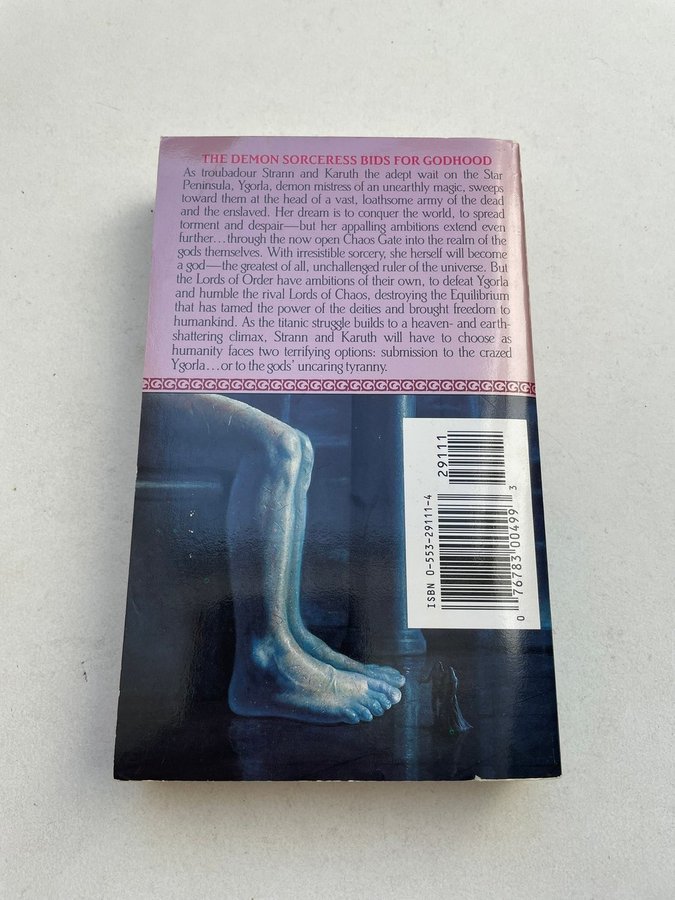 THE DEMON SORCERESS BIDS FOR GODHOOD
As troubadour Strann and Karuth the adept wait on the Star
Peninsula, Ygorla, demon mistress of an unearthly magic, sweeps
toward them at the head of a vast, loathsome army of the dead
and the enslaved. Her dream is to conquer the world, to spread
torment and despair—but her appalling ambitions extend even
further...through the now open Chaos Gate into the realm of the
gods themselves. With irresistible sorcery, she herself will become
a god—the greatest of all, unchallenged ruler of the universe. But
the Lords of Order have ambitions of their own, to defeat Ygorla
and humble the rival Lords of Chaos, destroying the Equilibrium
that has tamed the power of the deities and brought freedom to
humankind. As the titanic struggle builds to a heaven- and earth-
shattering climax, Strann and Karuth will have to choose as
humanity faces two terrifying options: submission to the crazed
Ygorla...or to the gods' uncaring tyranny.
29111
ISBN 0-553-29111-4
0 76783 00499 3